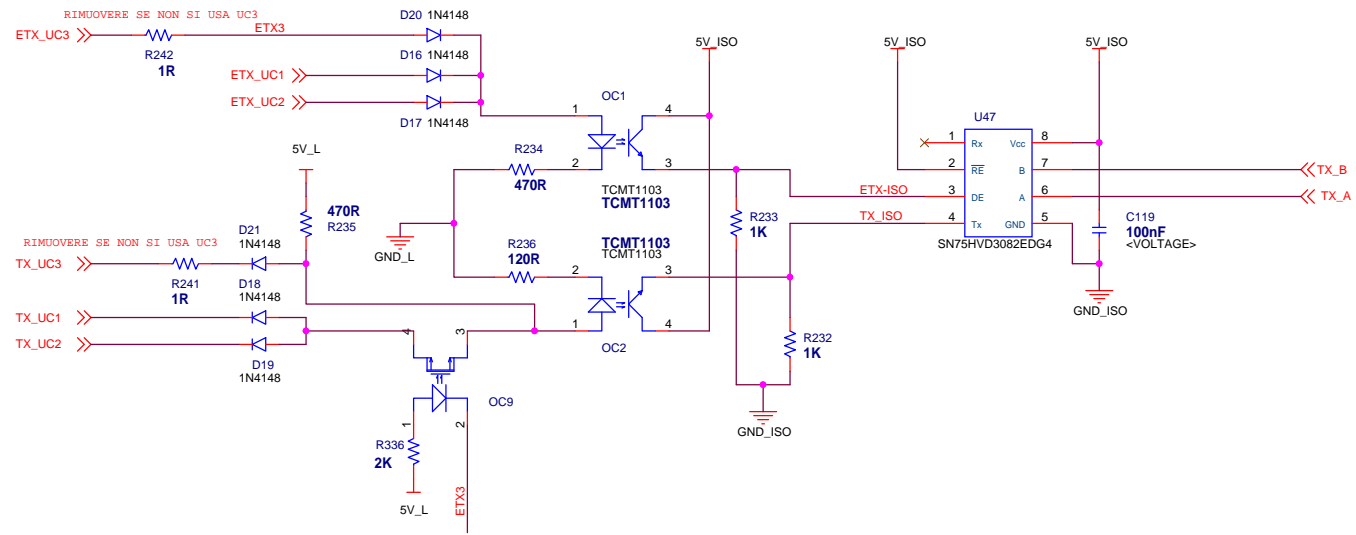 RIMUOVERE SE NON SI USA UC3
ETX_UC3
R242
1R
ETX3
D20 1N4148
D16 1N4148
ETX_UC1
ETX_UC2
D17 1N4148
OC1
1
2
4
3
TCMT1103
TCMT1103
R234
470R
5V_L
470R
R235
GND_L
R236
120R
TCMT1103
TCMT1103
2
1
3
4
OC2
RIMUOVERE SE NON SI USA UC3
D21
1N4148
TX_UC3
R241
1R
D18
1N4148
TX_UC1
TX_UC2
D19
1N4148
4
3
OC9
1
2
R336
2K
5V_L
ETX3
5V_ISO
R233
1K
R232
1K
GND_ISO
ETX-ISO
TX_ISO
5V_ISO
5V_ISO
U47
1 Rx Vcc 8
2 RE B 7
3 DE A 6
4 Tx GND 5
SN75HVD3082EDG4
TX_B
TX_A
C119
100nF
<VOLTAGE>
GND_ISO